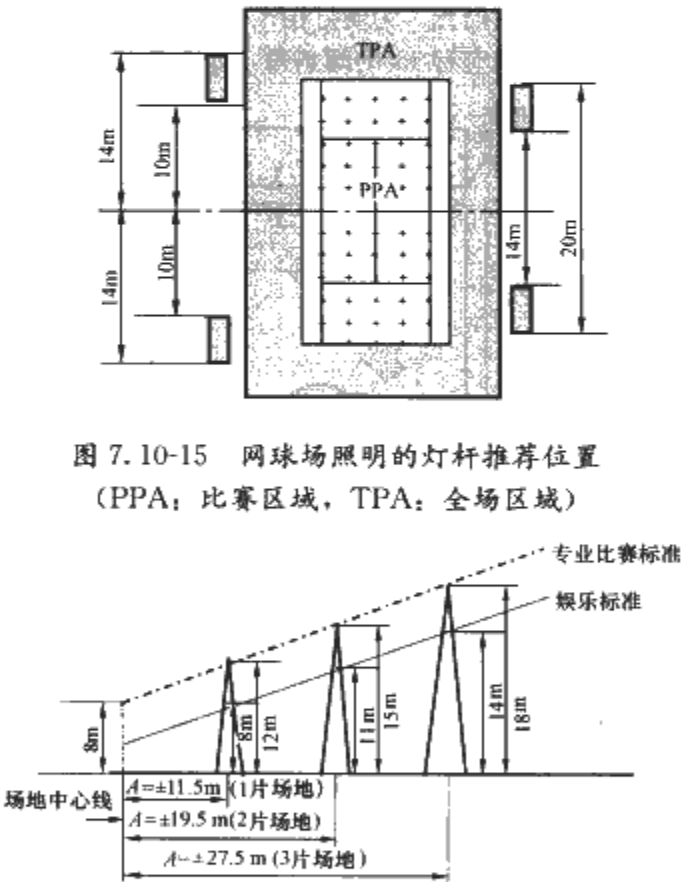 TPA
14m
10m
PPA
14m
20m
10m
14m
图 7.10-15 网球场照明的灯杆推荐位置
(PPA：比赛区域，TPA：全场区域)
专业比赛标准
娱乐标准
8m
8m
12m
11m
15m
14m
18m
场地中心线
A=±11.5m (1片场地)
A=±19.5 m(2片场地)
A=±27.5 m (3片场地)